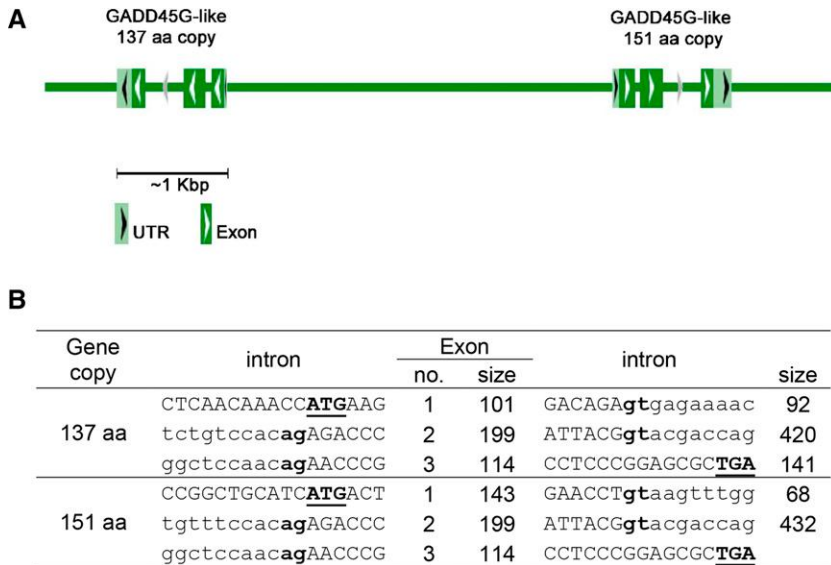 A
GADD45G-like
137 aa copy
GADD45G-like
151 aa copy
~1 Kbp
UTR
Exon
B
Gene copy intron Exon intron
no. size size
137 aa
CTCAACAAACCATGAAG 1 101 GACAGAgtgagaaaac 92
tctgtccacagAGACCC 2 199 ATTACGgtacgaccag 420
ggctccaacagAACCCG 3 114 CCTCCCGGAGCGCTGA 141
151 aa
CCGGCTGCATCATGACT 1 143 GAACCTgtaagtttgg 68
tgtttccacagAGACCC 2 199 ATTACGgtacgaccag 432
ggctccaacagAACCCG 3 114 CCTCCCGGAGCGCTGA